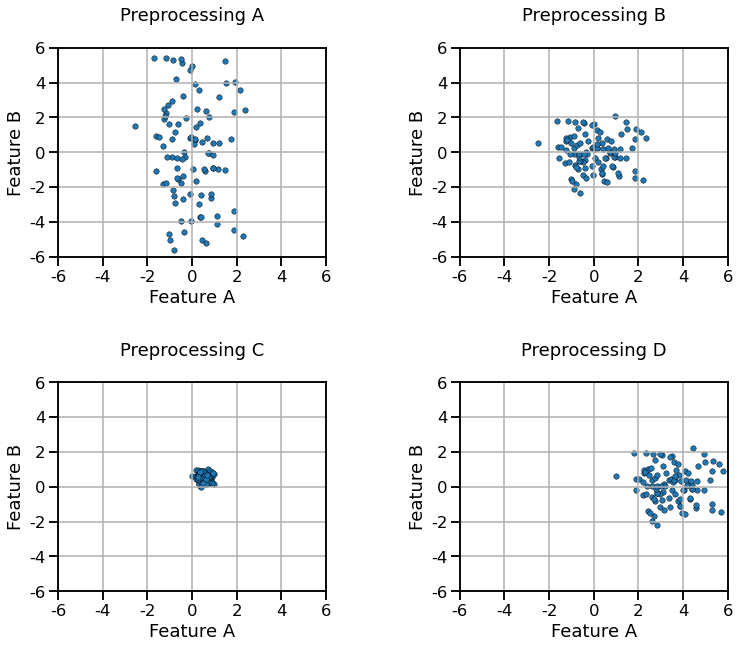 Preprocessing A
6
4
2
0
-2
-4
-6
-6 -4 -2 0 2 4 6
Feature A
Feature B
Preprocessing B
6
4
2
0
-2
-4
-6
-6 -4 -2 0 2 4 6
Feature A
Feature B
Preprocessing C
6
4
2
0
-2
-4
-6
-6 -4 -2 0 2 4 6
Feature A
Feature B
Preprocessing D
6
4
2
0
-2
-4
-6
-6 -4 -2 0 2 4 6
Feature A
Feature B